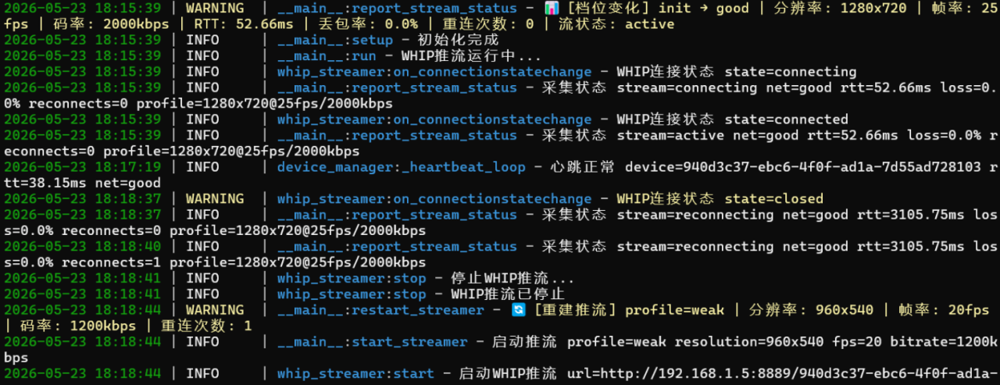 2026-05-23 18:15:39 | WARNING  | __main__:report_stream_status - 📊 [档位变化] init → good | 分辨率: 1280x720 | 帧率: 25
fps | 码率: 2000kbps | RTT: 52.66ms | 丢包率: 0.0% | 重连次数: 0 | 流状态: active
2026-05-23 18:15:39 | INFO     | __main__:setup - 初始化完成
2026-05-23 18:15:39 | INFO     | __main__:run - WHIP推流运行中...
2026-05-23 18:15:39 | INFO     | whip_streamer:on_connectionstatechange - WHIP连接状态 state=connecting
2026-05-23 18:15:39 | INFO     | __main__:report_stream_status - 采集状态 stream=connecting net=good rtt=52.66ms loss=0.
0% reconnects=0 profile=1280x720@25fps/2000kbps
2026-05-23 18:15:39 | INFO     | whip_streamer:on_connectionstatechange - WHIP连接状态 state=connected
2026-05-23 18:15:39 | INFO     | __main__:report_stream_status - 采集状态 stream=active net=good rtt=52.66ms loss=0.0% r
econnects=0 profile=1280x720@25fps/2000kbps
2026-05-23 18:17:19 | INFO     | device_manager:_heartbeat_loop - 心跳正常 device=940d3c37-ebc6-4f0f-ad1a-7d55ad728103 r
tt=38.15ms net=good
2026-05-23 18:18:37 | WARNING  | whip_streamer:on_connectionstatechange - WHIP连接状态 state=closed
2026-05-23 18:18:37 | INFO     | __main__:report_stream_status - 采集状态 stream=reconnecting net=good rtt=3105.75ms los
s=0.0% reconnects=0 profile=1280x720@25fps/2000kbps
2026-05-23 18:18:40 | INFO     | __main__:report_stream_status - 采集状态 stream=reconnecting net=good rtt=3105.75ms los
s=0.0% reconnects=1 profile=1280x720@25fps/2000kbps
2026-05-23 18:18:41 | INFO     | whip_streamer:stop - 停止WHIP推流...
2026-05-23 18:18:41 | INFO     | whip_streamer:stop - WHIP推流已停止
2026-05-23 18:18:44 | WARNING  | __main__:restart_streamer - 🔄 [重建推流] profile=weak | 分辨率: 960x540 | 帧率: 20fps
| 码率: 1200kbps | 重连次数: 1
2026-05-23 18:18:44 | INFO     | __main__:start_streamer - 启动推流 profile=weak resolution=960x540 fps=20 bitrate=1200k
bps
2026-05-23 18:18:44 | INFO     | whip_streamer:start - 启动WHIP推流 url=http://192.168.1.5:8889/940d3c37-ebc6-4f0f-ad1a-